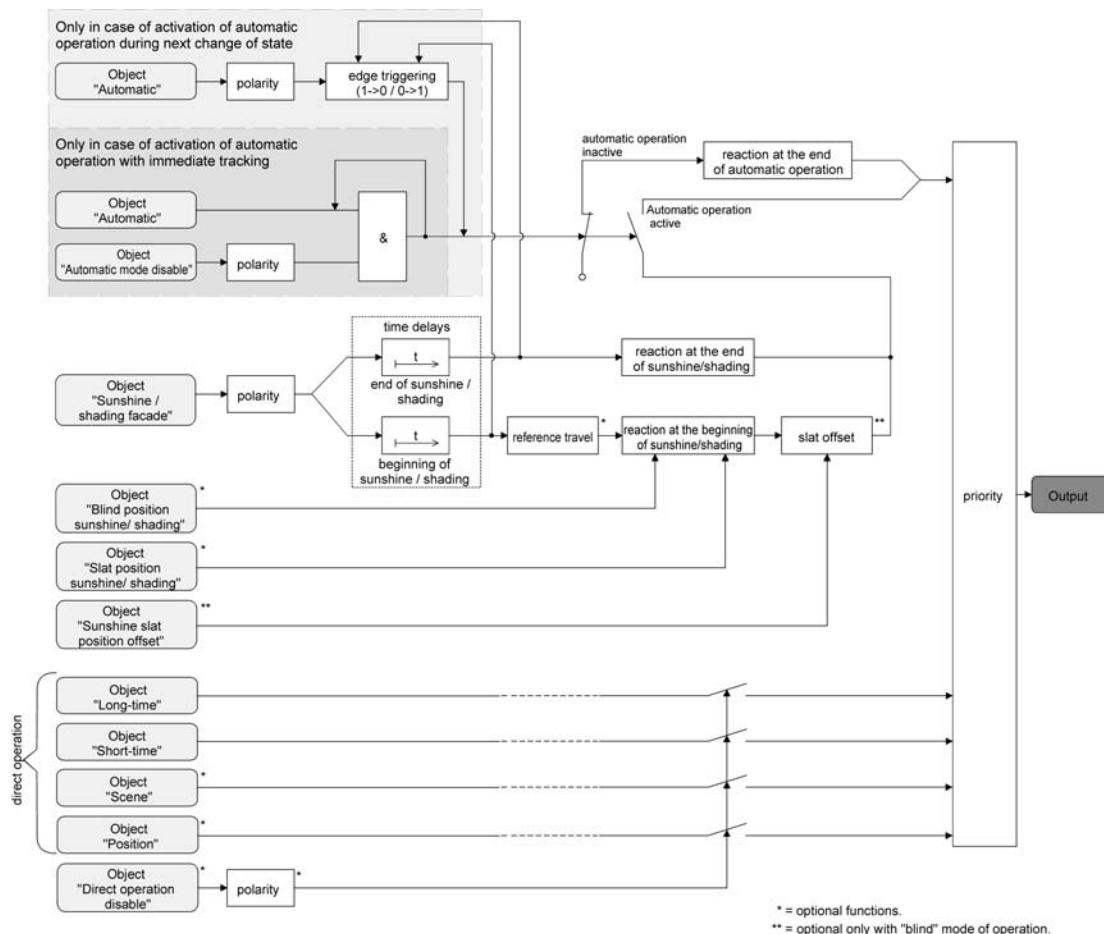 Only in case of activation of automatic
operation during next change of state
Object
"Automatic"
polarity
edge triggering
(1->0 / 0->1)
Only in case of activation of automatic
operation with immediate tracking
Object
"Automatic"
Object
"Automatic mode disable"
polarity
&
automatic operation
inactive
reaction at the end
of automatic operation
Automatic operation
active
time delays
t
end of sunshine /
shading
reaction at the end
of sunshine/shading
Object
"Sunshine /
shading facade"
polarity
t
beginning of
sunshine / shading
reference travel
*
reaction at the beginning
of sunshine/shading
slat offset
**
priority
Output
Object
"Blind position
sunshine/ shading"
*
Object
"Slat position
sunshine/ shading"
*
Object
"Sunshine slat
position offset"
**
direct operation
Object
"Long-time"
Object
"Short-time"
Object
"Scene"
*
Object
"Position"
*
Object
"Direct operation
disable"
*
polarity
*
* = optional functions.
** = optional only with "blind" mode of operation.